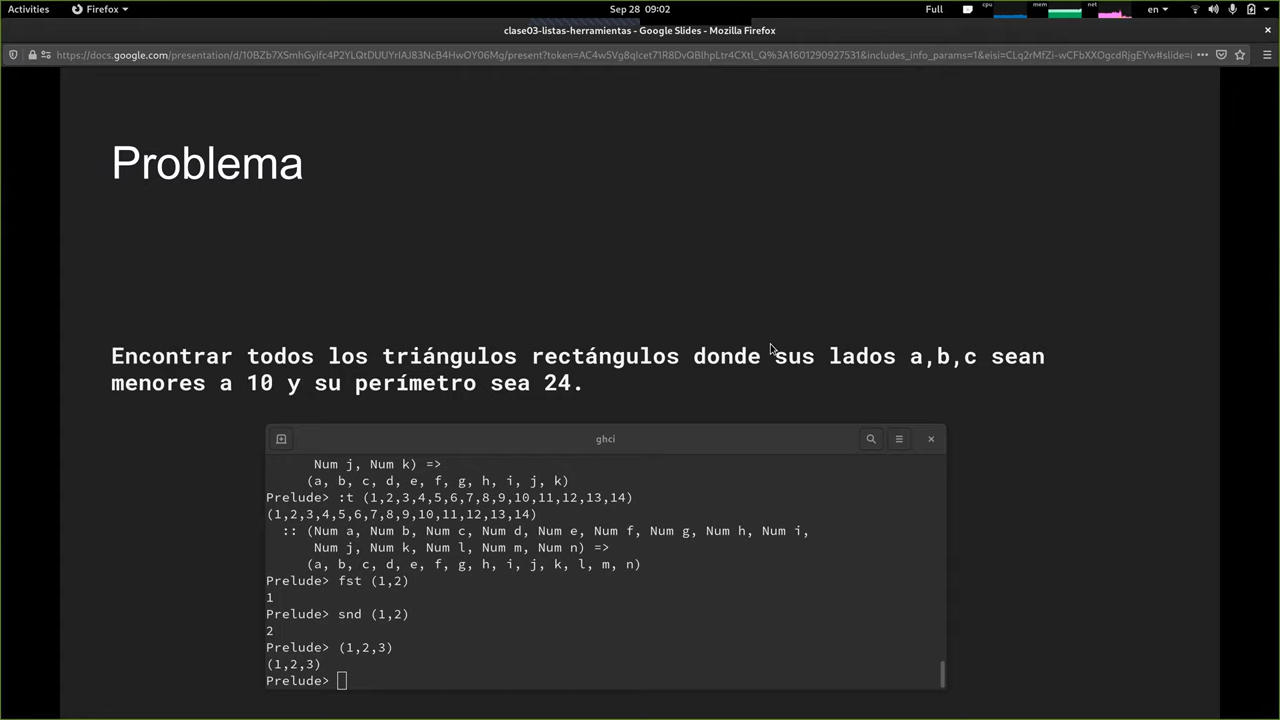 Activities Firefox Sep 28 09:02 Full cpu mem net en
clase03-listas-herramientas - Google Slides - Mozilla Firefox
Problema
Encontrar todos los triángulos rectángulos donde sus lados a,b,c sean
menores a 10 y su perímetro sea 24.
ghci
Num j, Num k) =>
(a, b, c, d, e, f, g, h, i, j, k)
Prelude> :t (1,2,3,4,5,6,7,8,9,10,11,12,13,14)
(1,2,3,4,5,6,7,8,9,10,11,12,13,14)
:: (Num a, Num b, Num c, Num d, Num e, Num f, Num g, Num h, Num i,
Num j, Num k, Num l, Num m, Num n) =>
(a, b, c, d, e, f, g, h, i, j, k, l, m, n)
Prelude> fst (1,2)
1
Prelude> snd (1,2)
2
Prelude> (1,2,3)
(1,2,3)
Prelude>